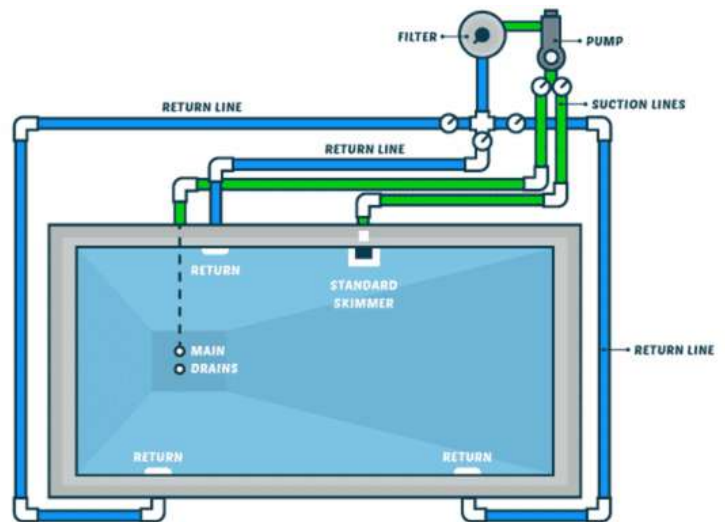 FILTER
PUMP
RETURN LINE
SUCTION LINES
RETURN LINE
RETURN
STANDARD
SKIMMER
MAIN
DRAINS
RETURN LINE
RETURN
RETURN